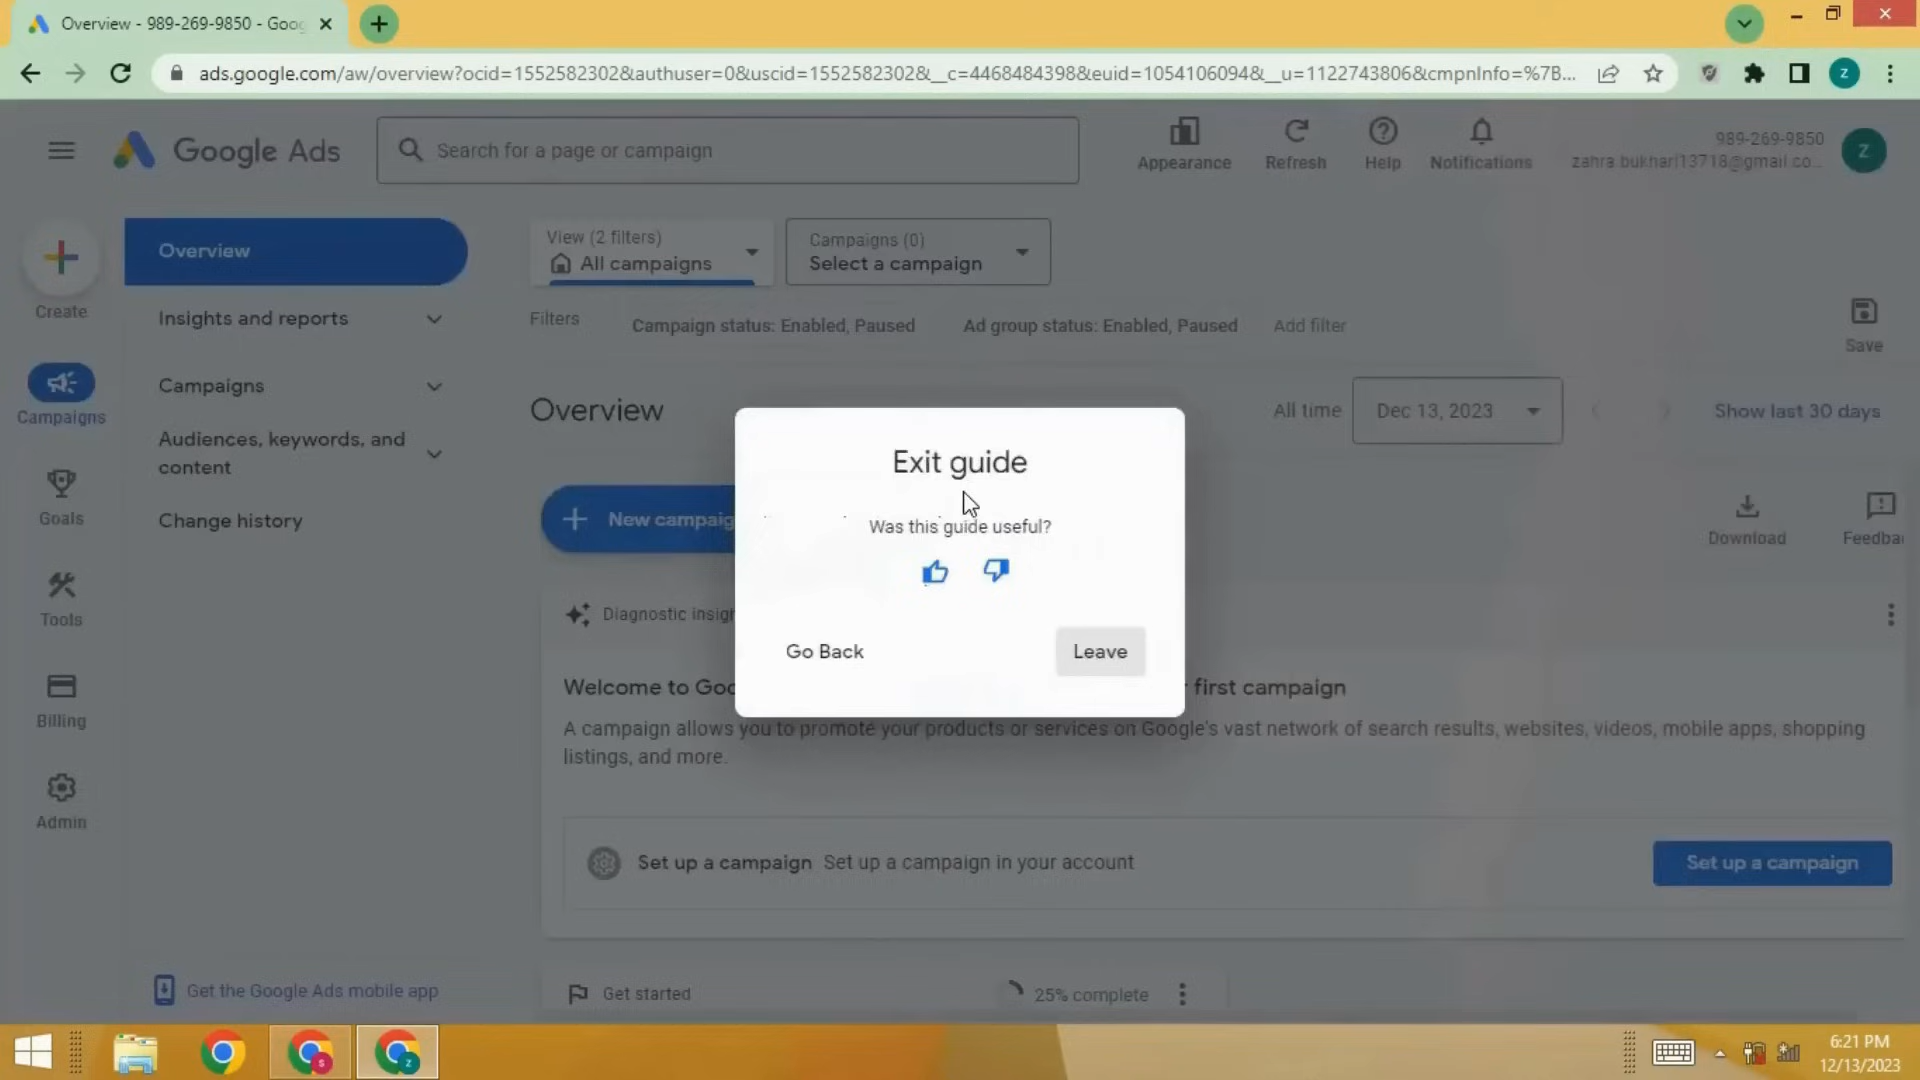 Overview - 989-269-9850 - Goog
ads.google.com/aw/overview?ocid=1552582302&authuser=0&uscid=1552582302&__c=4468484398&euid=1054106094&__u=1122743806&cmpnInfo=%7B...
Z
Google Ads
Search for a page or campaign
Appearance
Refresh
Help
Notifications
989-269-9850
zahra.bukhari13718@gmail.co...
Z
Create
Campaigns
Goals
Tools
Billing
Admin
Overview
Insights and reports
Campaigns
Audiences, keywords, and
content
Change history
Get the Google Ads mobile app
View (2 filters)
All campaigns
Campaigns (0)
Select a campaign
Filters
Campaign status: Enabled, Paused
Ad group status: Enabled, Paused
Add filter
Save
Overview
All time
Dec 13, 2023
Show last 30 days
New campaig
Download
Feedba
Exit guide
Was this guide useful?
Go Back
Leave
Diagnostic insigh
Welcome to Goo first campaign
A campaign allows you to promote your products or services on Google's vast network of search results, websites, videos, mobile apps, shopping
listings, and more.
Set up a campaign Set up a campaign in your account
Set up a campaign
Get started
25% complete
S
Z
6:21 PM
12/13/2023